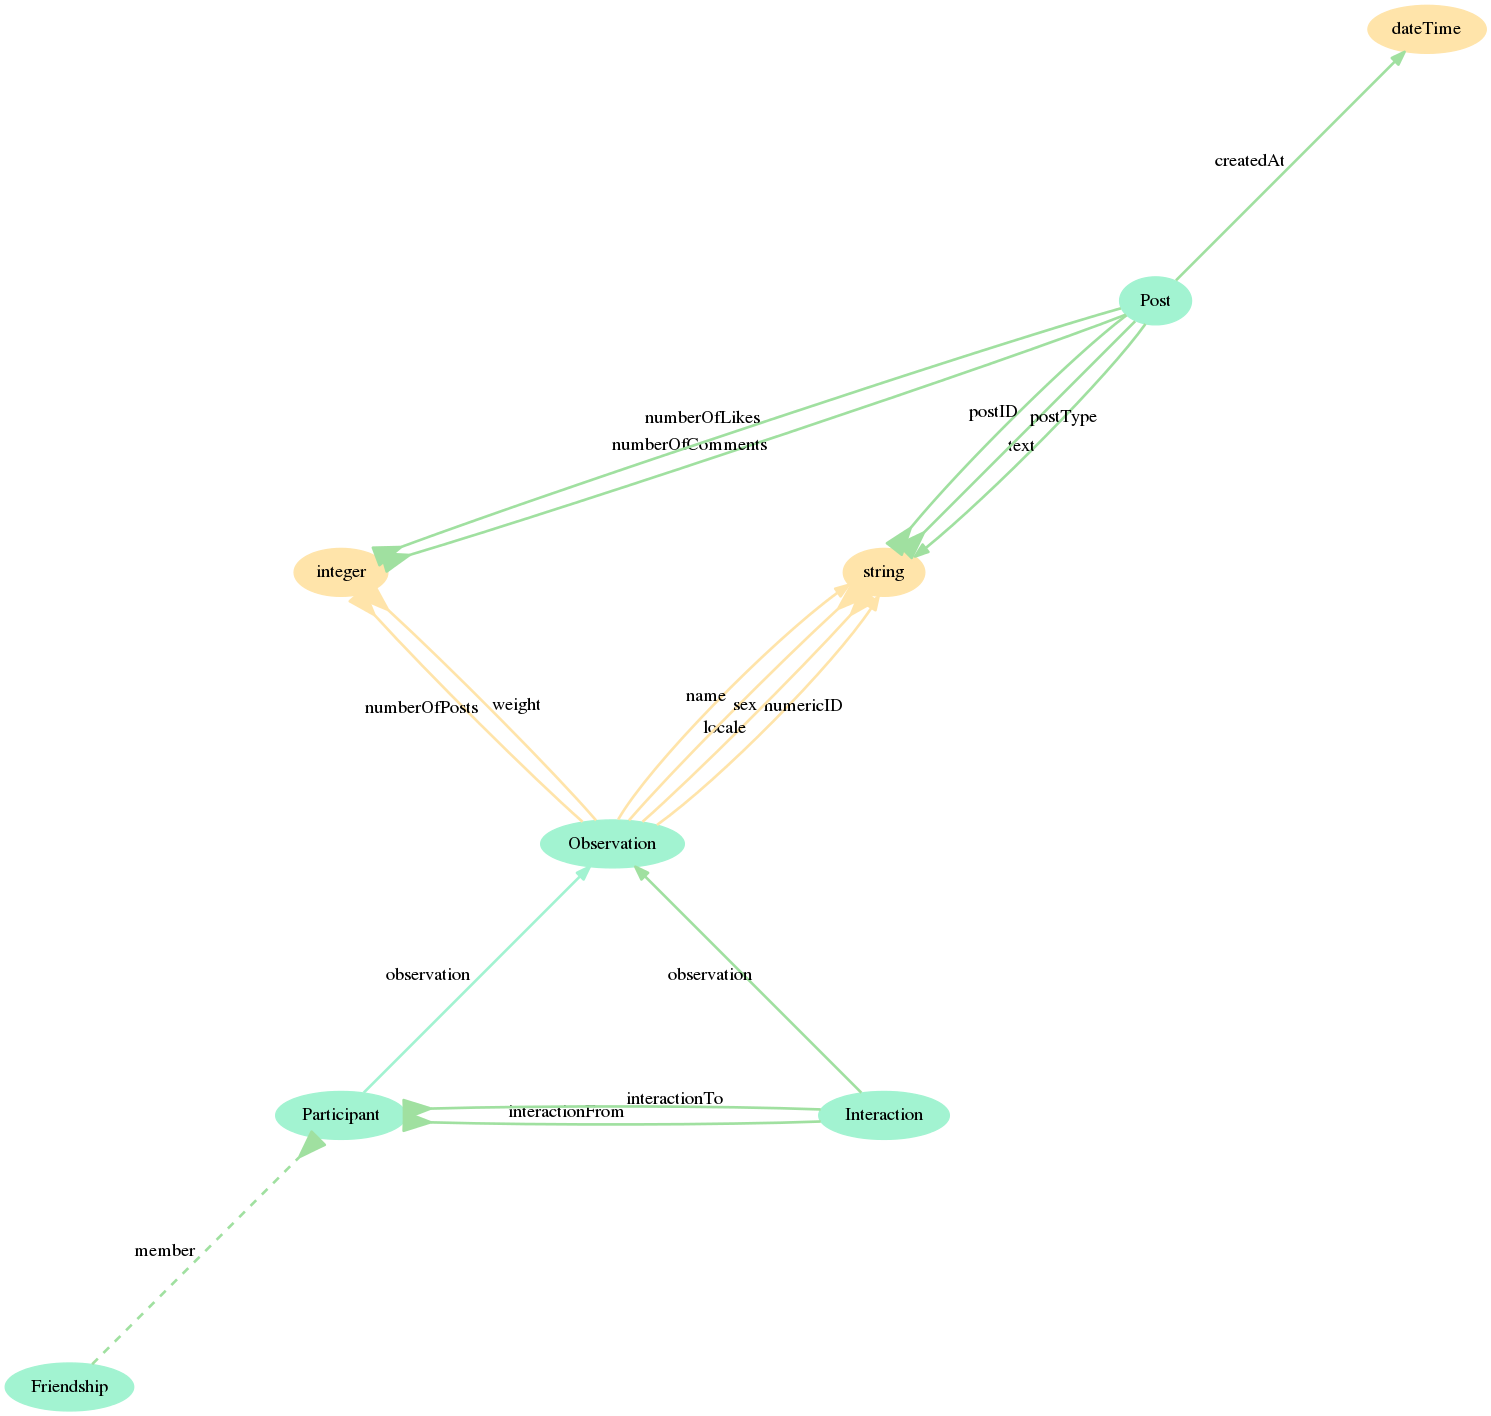 dateTime
createdAt
Post
postID
postType
numberOfLikes
numberOfComments
text
integer
string
name
sex
numericID
numberOfPosts
weight
locale
Observation
observation
observation
interactionTo
interactionFrom
Participant
Interaction
member
Friendship